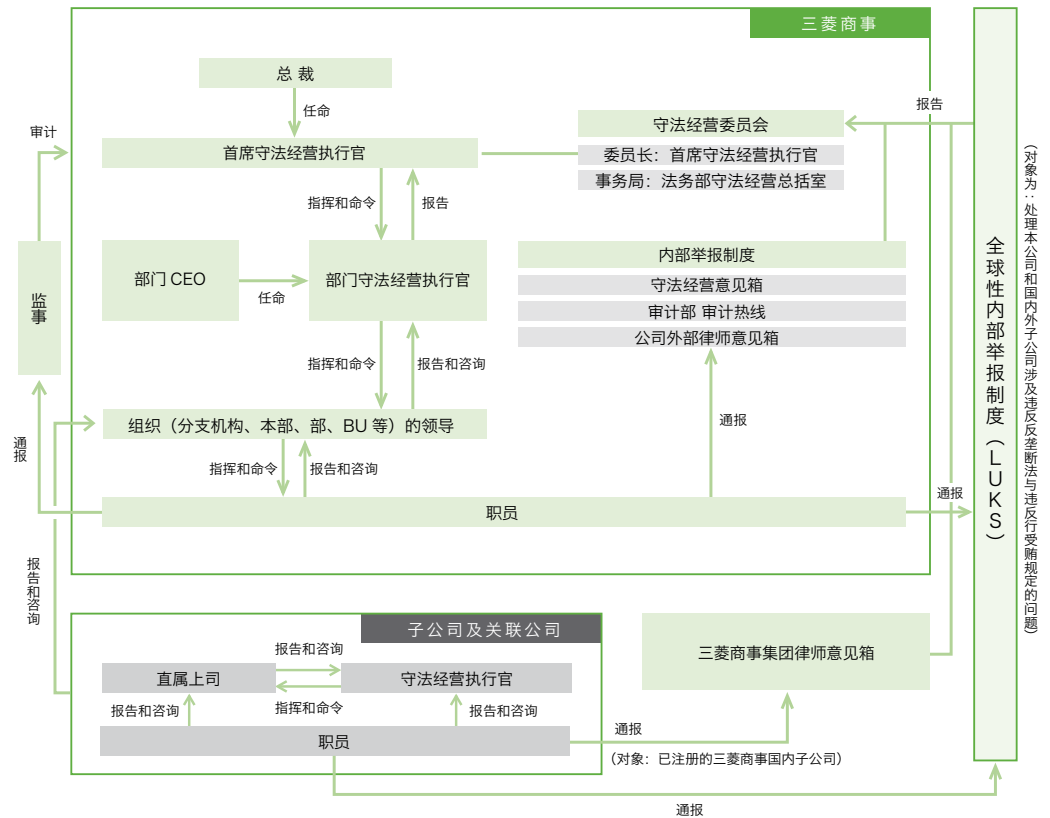 三菱商事
总 裁
任命
审计
首席守法经营执行官
守法经营委员会
委员长：首席守法经营执行官
事务局：法务部守法经营总括室
报告
指挥和命令
报告
部门 CEO
任命
部门守法经营执行官
内部举报制度
守法经营意见箱
审计部 审计热线
公司外部律师意见箱
监事
指挥和命令
报告和咨询
组织（分支机构、本部、部、BU 等）的领导
通报
通报
指挥和命令
报告和咨询
职员
通报
全球性内部举报制度（LUKS）
（对象为：处理本公司和国内外子公司涉及违反反垄断法与违反行受贿规定的问题）
报告和咨询
子公司及关联公司
直属上司
报告和咨询
指挥和命令
守法经营执行官
报告和咨询
报告和咨询
职员
三菱商事集团律师意见箱
通报
（对象：已注册的三菱商事国内子公司）
通报